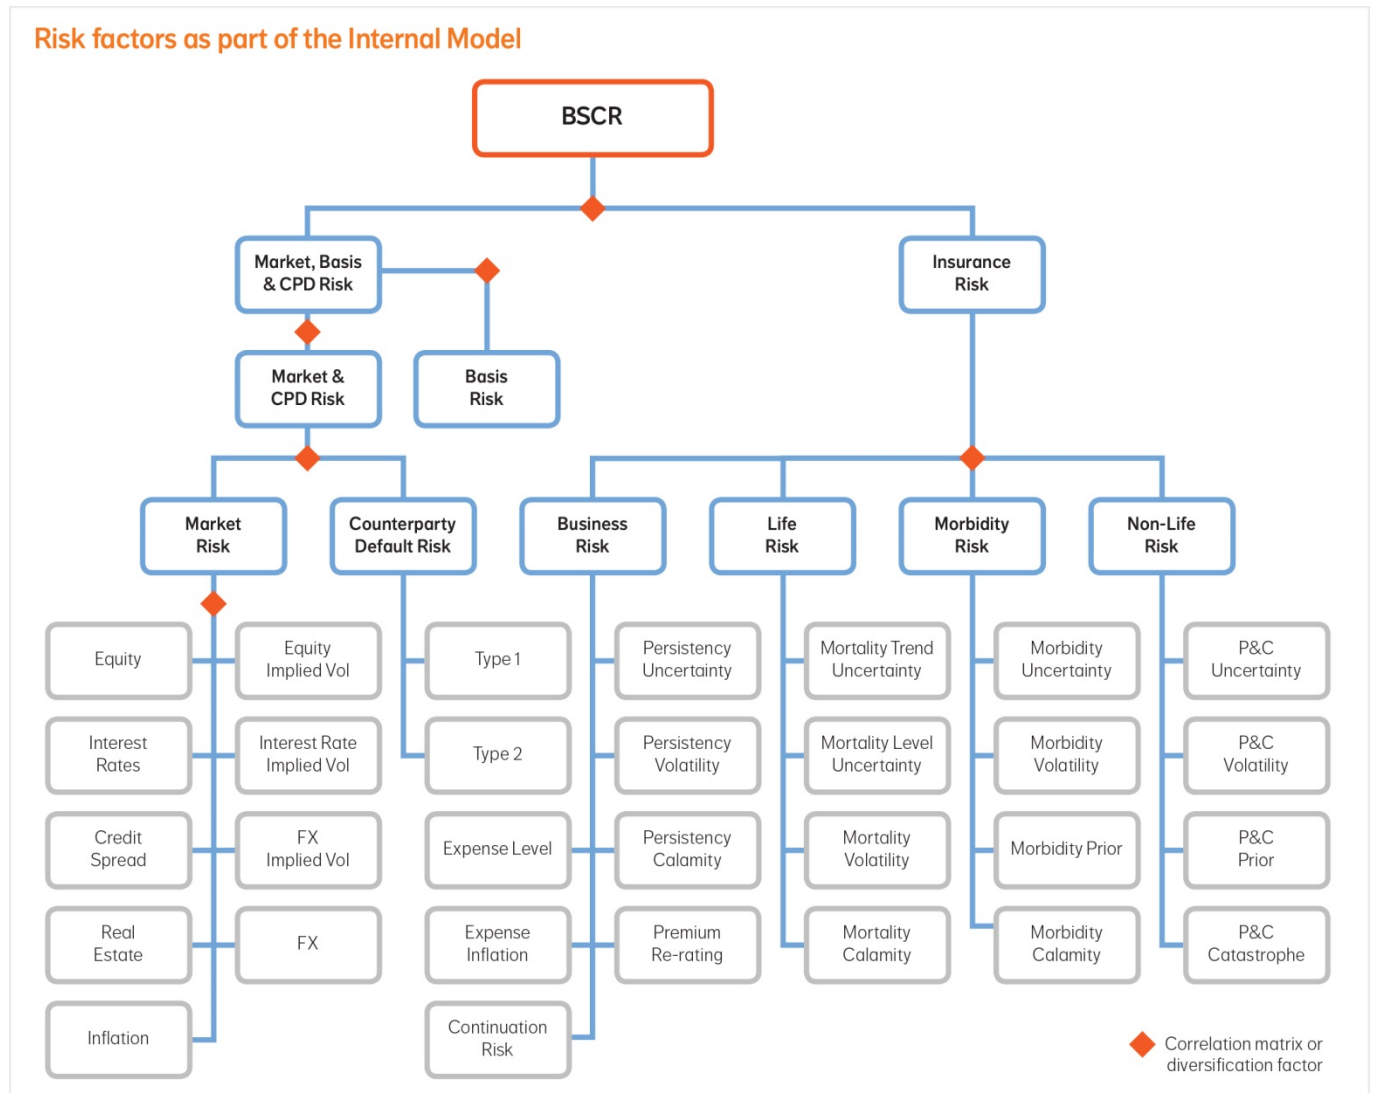 Risk factors as part of the Internal Model
BSCR
Market, Basis
& CPD Risk
Insurance
Risk
Market &
CPD Risk
Basis
Risk
Market
Risk
Counterparty
Default Risk
Business
Risk
Life
Risk
Morbidity
Risk
Non-Life
Risk
Equity
Equity
Implied Vol
Type 1
Persistency
Uncertainty
Mortality Trend
Uncertainty
Morbidity
Uncertainty
P&C
Uncertainty
Interest
Rates
Interest Rate
Implied Vol
Type 2
Persistency
Volatility
Mortality Level
Uncertainty
Morbidity
Volatility
P&C
Volatility
Credit
Spread
FX
Implied Vol
Expense Level
Persistency
Calamity
Mortality
Volatility
Morbidity Prior
P&C
Prior
Real
Estate
FX
Expense
Inflation
Premium
Re-rating
Mortality
Calamity
Morbidity
Calamity
P&C
Catastrophe
Inflation
Continuation
Risk
Correlation matrix or
diversification factor